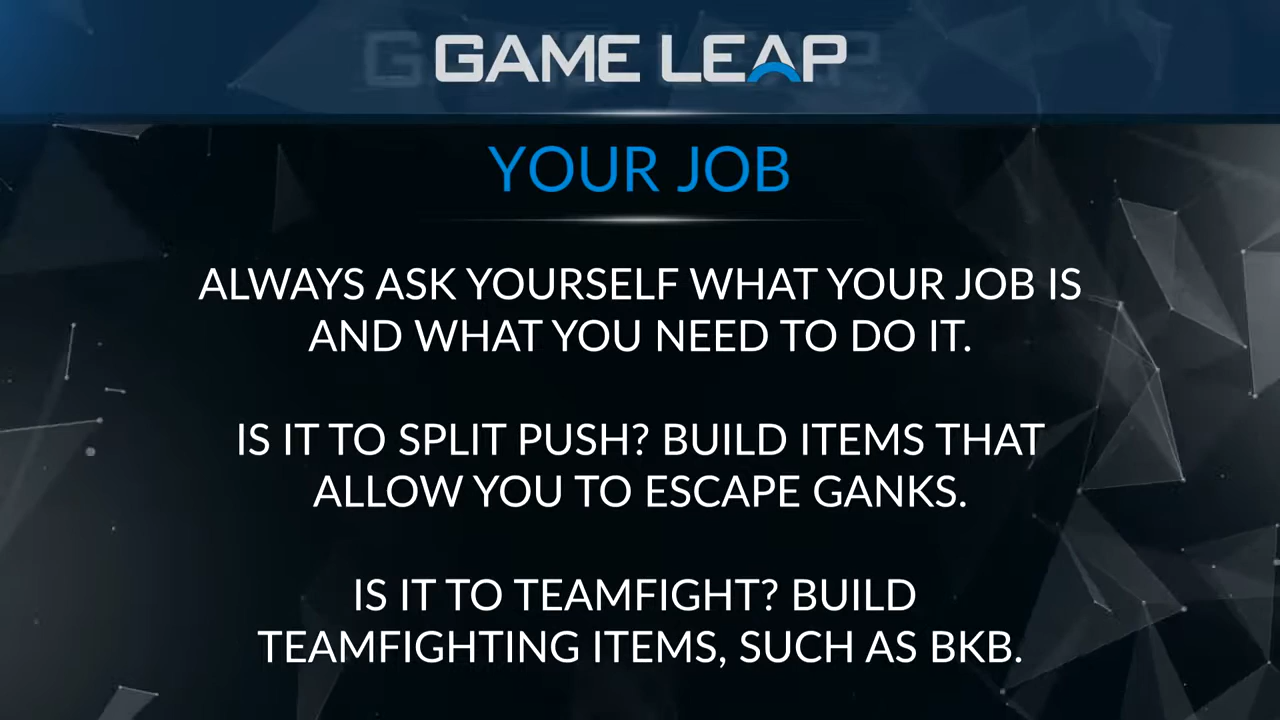 GAME LEAP
YOUR JOB
ALWAYS ASK YOURSELF WHAT YOUR JOB IS
AND WHAT YOU NEED TO DO IT.
IS IT TO SPLIT PUSH? BUILD ITEMS THAT
ALLOW YOU TO ESCAPE GANKS.
IS IT TO TEAMFIGHT? BUILD
TEAMFIGHTING ITEMS, SUCH AS BKB.